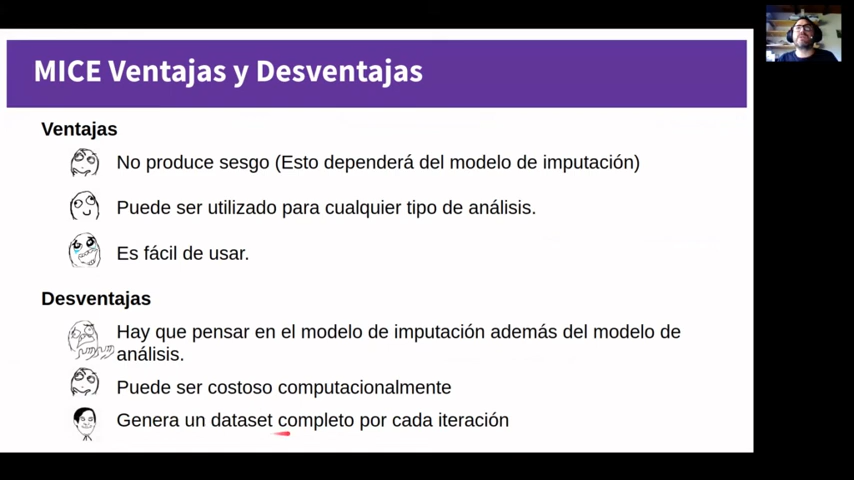 MICE Ventajas y Desventajas
Ventajas
No produce sesgo (Esto dependerá del modelo de imputación)
Puede ser utilizado para cualquier tipo de análisis.
Es fácil de usar.
Desventajas
Hay que pensar en el modelo de imputación además del modelo de
análisis.
Puede ser costoso computacionalmente
Genera un dataset completo por cada iteración